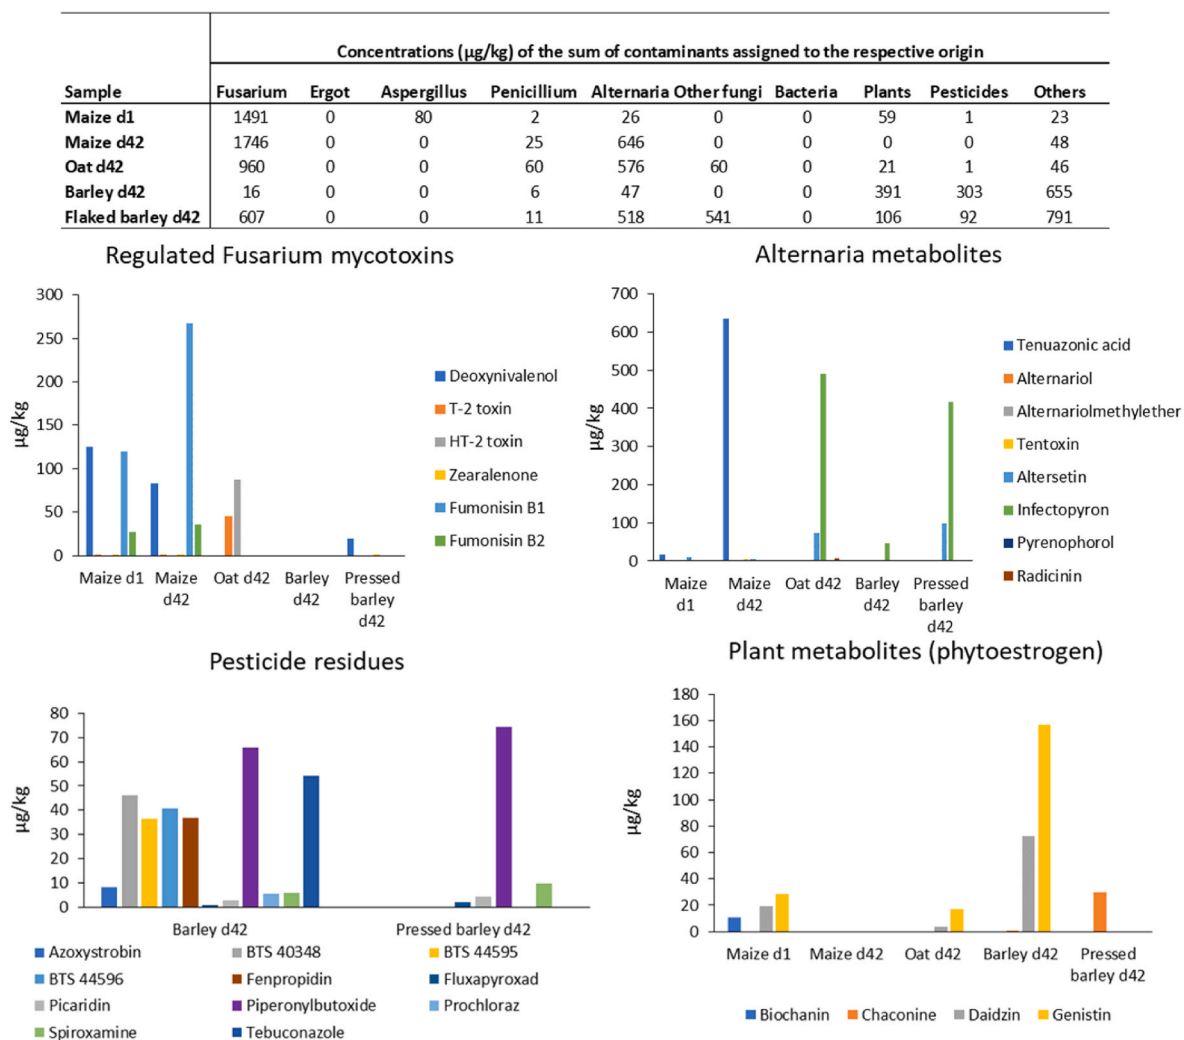 Concentrations (µg/kg) of the sum of contaminants assigned to the respective origin
Sample Fusarium Ergot Aspergillus Penicillium Alternaria Other fungi Bacteria Plants Pesticides Others
Maize d1 1491 0 80 2 26 0 0 59 1 23
Maize d42 1746 0 0 25 646 0 0 0 0 48
Oat d42 960 0 0 60 576 60 0 21 1 46
Barley d42 16 0 0 6 47 0 0 391 303 655
Flaked barley d42 607 0 0 11 518 541 0 106 92 791
Regulated Fusarium mycotoxins
300
250
200
150
100
50
0
µg/kg
Maize d1 Maize d42 Oat d42 Barley d42 Pressed barley d42
Deoxynivalenol
T-2 toxin
HT-2 toxin
Zearalenone
Fumonisin B1
Fumonisin B2
Alternaria metabolites
700
600
500
400
300
200
100
0
µg/kg
Maize d1 Maize d42 Oat d42 Barley d42 Pressed barley d42
Tenuazonic acid
Alternariol
Alternariolmethylether
Tentoxin
Altersetin
Infectopyron
Pyrenophorol
Radicinin
Pesticide residues
80
70
60
50
40
30
20
10
0
µg/kg
Barley d42 Pressed barley d42
Azoxystrobin BTS 40348 BTS 44595
BTS 44596 Fenpropidin Fluxapyroxad
Picaridin Piperonylbutoxide Prochloraz
Spiroxamine Tebuconazole
Plant metabolites (phytoestrogen)
180
160
140
120
100
80
60
40
20
0
µg/kg
Maize d1 Maize d42 Oat d42 Barley d42 Pressed barley d42
Biochanin Chaconine Daidzin Genistin